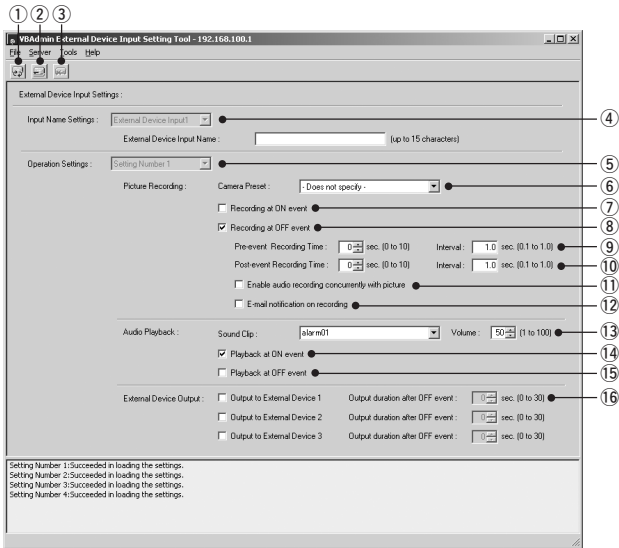 ① ② ③
VBAdmin External Device Input Setting Tool - 192.168.100.1
File Server Tools Help
External Device Input Settings :
Input Name Settings : External Device Input1 ④
External Device Input Name : (up to 15 characters)
Operation Settings : Setting Number 1 ⑤
Picture Recording : Camera Preset : - Does not specify - ⑥
Recording at ON event ⑦
Recording at OFF event ⑧
Pre-event Recording Time : 0 sec. (0 to 10) Interval : 1.0 sec. (0.1 to 1.0) ⑨
Post-event Recording Time : 0 sec. (0 to 10) Interval : 1.0 sec. (0.1 to 1.0) ⑩
Enable audio recording concurrently with picture ⑪
E-mail notification on recording ⑫
Audio Playback : Sound Clip : alarm01 Volume : 50 (1 to 100) ⑬
Playback at ON event ⑭
Playback at OFF event ⑮
External Device Output : Output to External Device 1 Output duration after OFF event : 0 sec. (0 to 30) ⑯
Output to External Device 2 Output duration after OFF event : 0 sec. (0 to 30)
Output to External Device 3 Output duration after OFF event : 0 sec. (0 to 30)
Setting Number 1:Succeeded in loading the settings.
Setting Number 2:Succeeded in loading the settings.
Setting Number 3:Succeeded in loading the settings.
Setting Number 4:Succeeded in loading the settings.